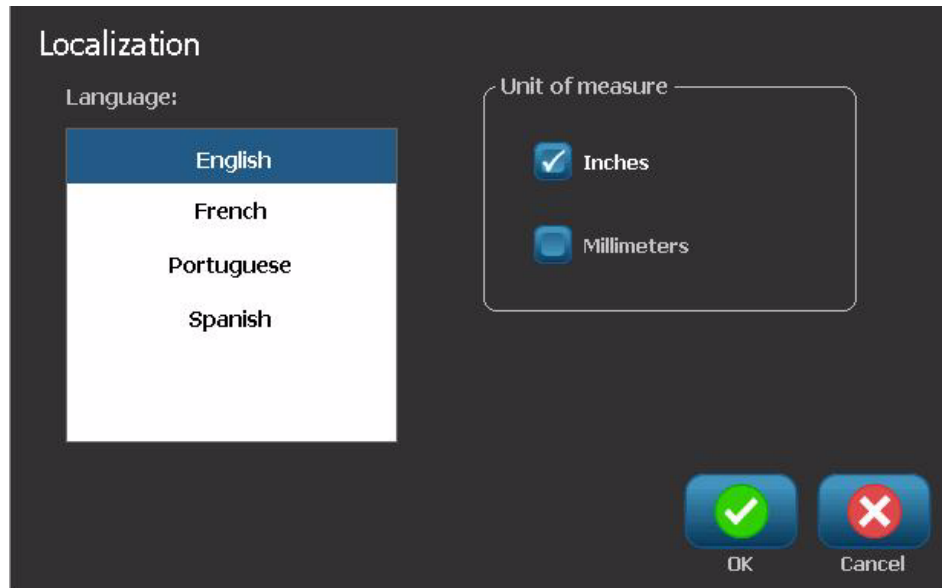 Localization
Language:
English
French
Portuguese
Spanish
Unit of measure
Inches
Millimeters
OK
Cancel